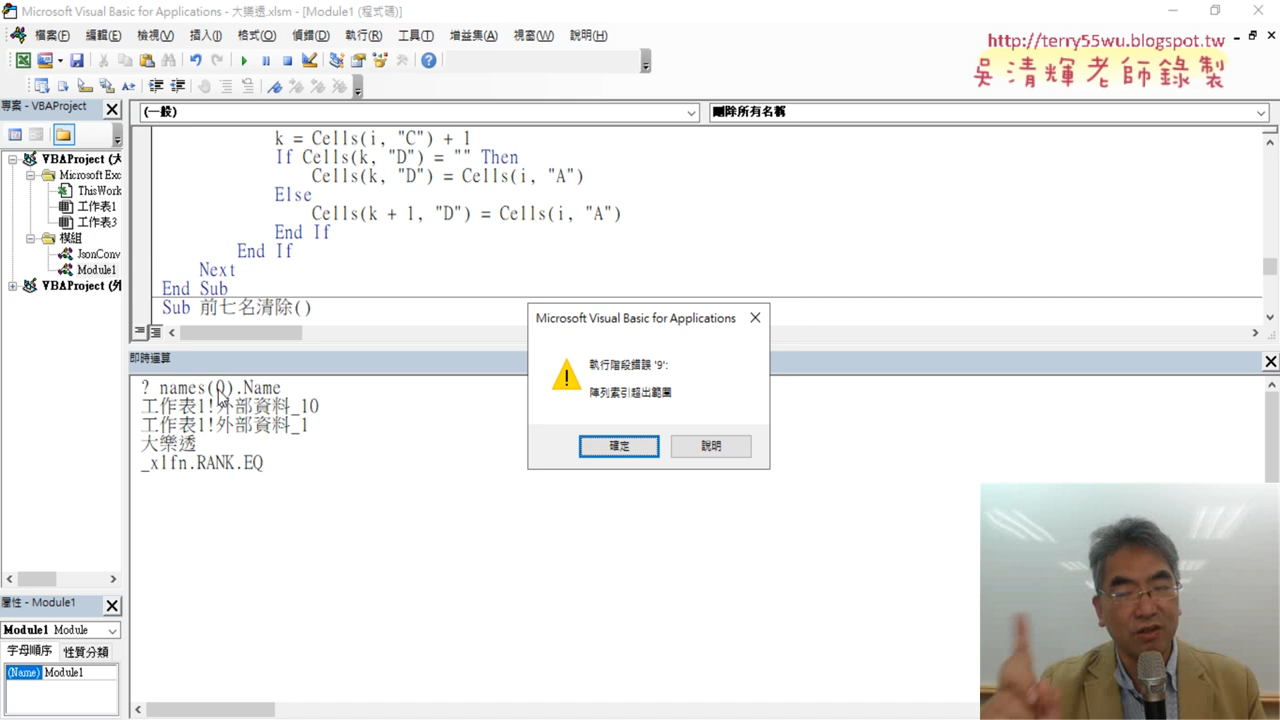 Microsoft Visual Basic for Applications - 大樂透.xlsm - [Module1 (程式碼)]
檔案(F) 編輯(E) 檢視(V) 插入(I) 格式(O) 偵錯(D) 執行(R) 工具(T) 增益集(A) 視窗(W) 說明(H)
http://terry55wu.blogspot.tw
吳清輝老師錄製
專案 - VBAProject
(一般)
刪除所有名稱
VBAProject (大
Microsoft Exc
ThisWork
工作表1
工作表3
模組
JsonConv
Module1
VBAProject (外
k = Cells(i, "C") + 1
If Cells(k, "D") = "" Then
Cells(k, "D") = Cells(i, "A")
Else
Cells(k + 1, "D") = Cells(i, "A")
End If
End If
Next
End Sub
Sub 前七名清除()
即時運算
? names(0).Name
工作表1!外部資料_10
工作表1!外部資料_1
大樂透
_xlfn.RANK.EQ
Microsoft Visual Basic for Applications
執行階段錯誤 '9':
陣列索引超出範圍
確定
說明
屬性 - Module1
Module1 Module
字母順序 性質分類
(Name) Module1